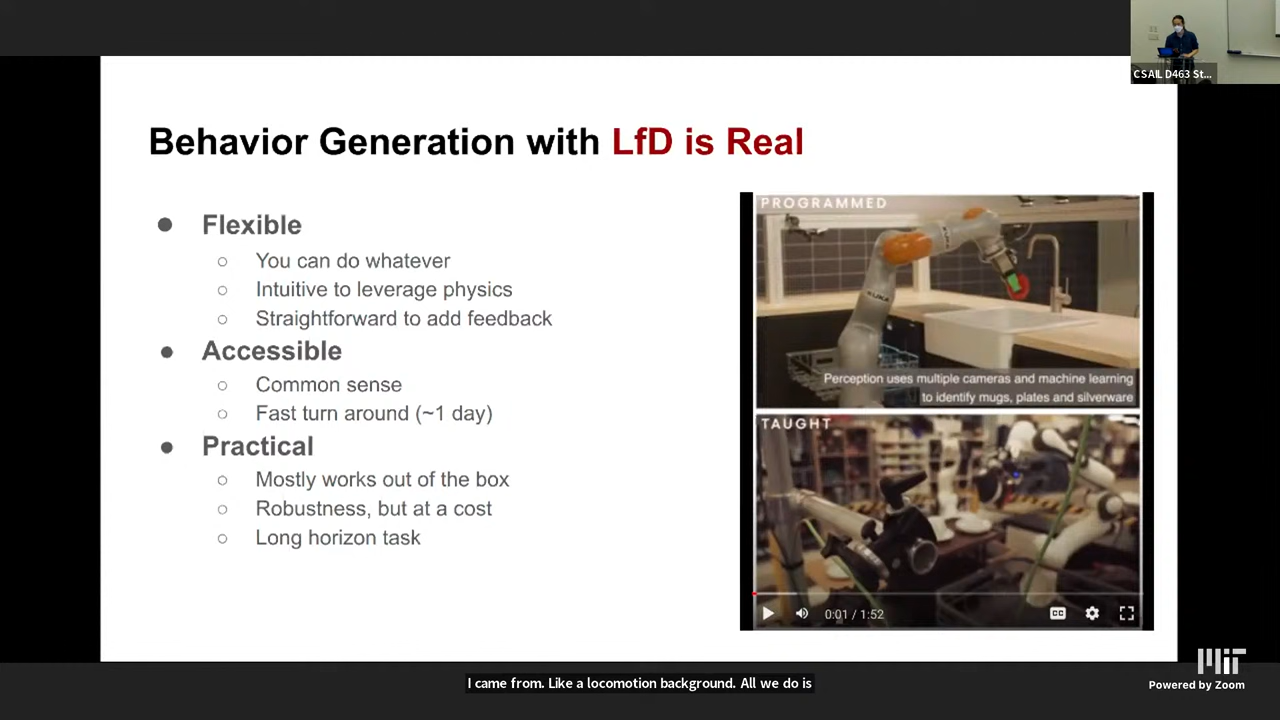 CSAIL D463 St...
Behavior Generation with LfD is Real
● Flexible
○ You can do whatever
○ Intuitive to leverage physics
○ Straightforward to add feedback
● Accessible
○ Common sense
○ Fast turn around (~1 day)
● Practical
○ Mostly works out of the box
○ Robustness, but at a cost
○ Long horizon task
PROGRAMMED
KUKA
Perception uses multiple cameras and machine learning
to identify mugs, plates and silverware
TAUGHT
0:01 / 1:52
CC
I came from. Like a locomotion background. All we do is
MIT
Powered by Zoom